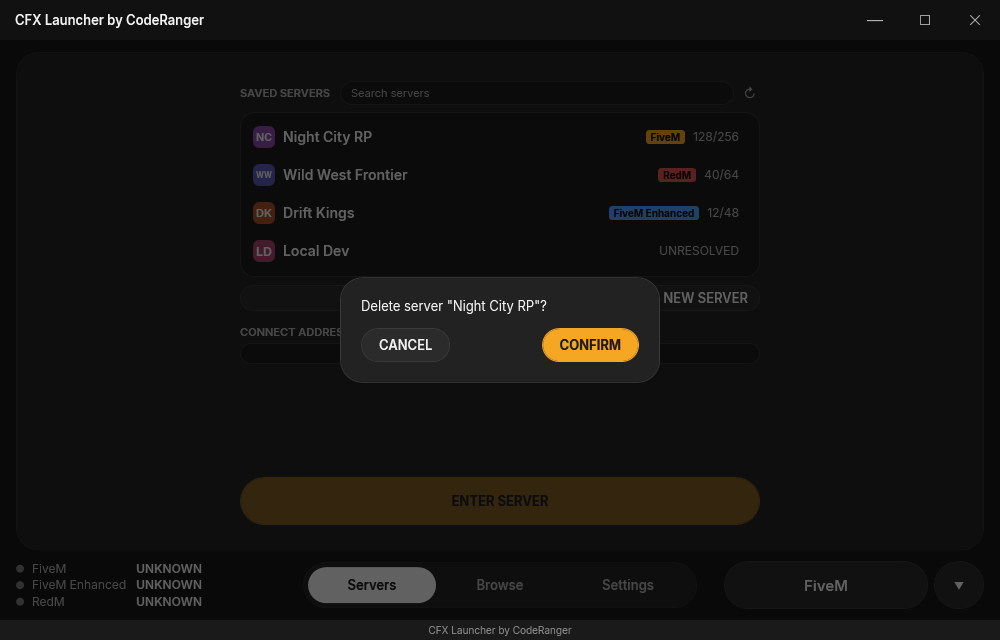 CFX Launcher by CodeRanger
SAVED SERVERS Search servers
NC Night City RP FiveM 128/256
WW Wild West Frontier RedM 40/64
DK Drift Kings FiveM Enhanced 12/48
LD Local Dev UNRESOLVED
NEW SERVER
Delete server "Night City RP"?
CONNECT ADDRES
CANCEL CONFIRM
ENTER SERVER
FiveM UNKNOWN
FiveM Enhanced UNKNOWN
RedM UNKNOWN
Servers Browse Settings
FiveM
CFX Launcher by CodeRanger